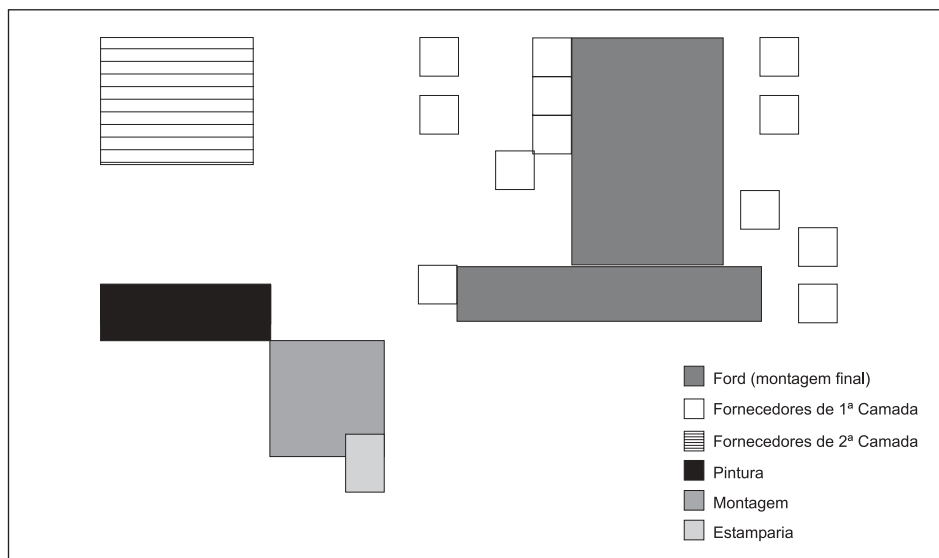 Ford (montagem final)
Fornecedores de 1ª Camada
Fornecedores de 2ª Camada
Pintura
Montagem
Estamparia